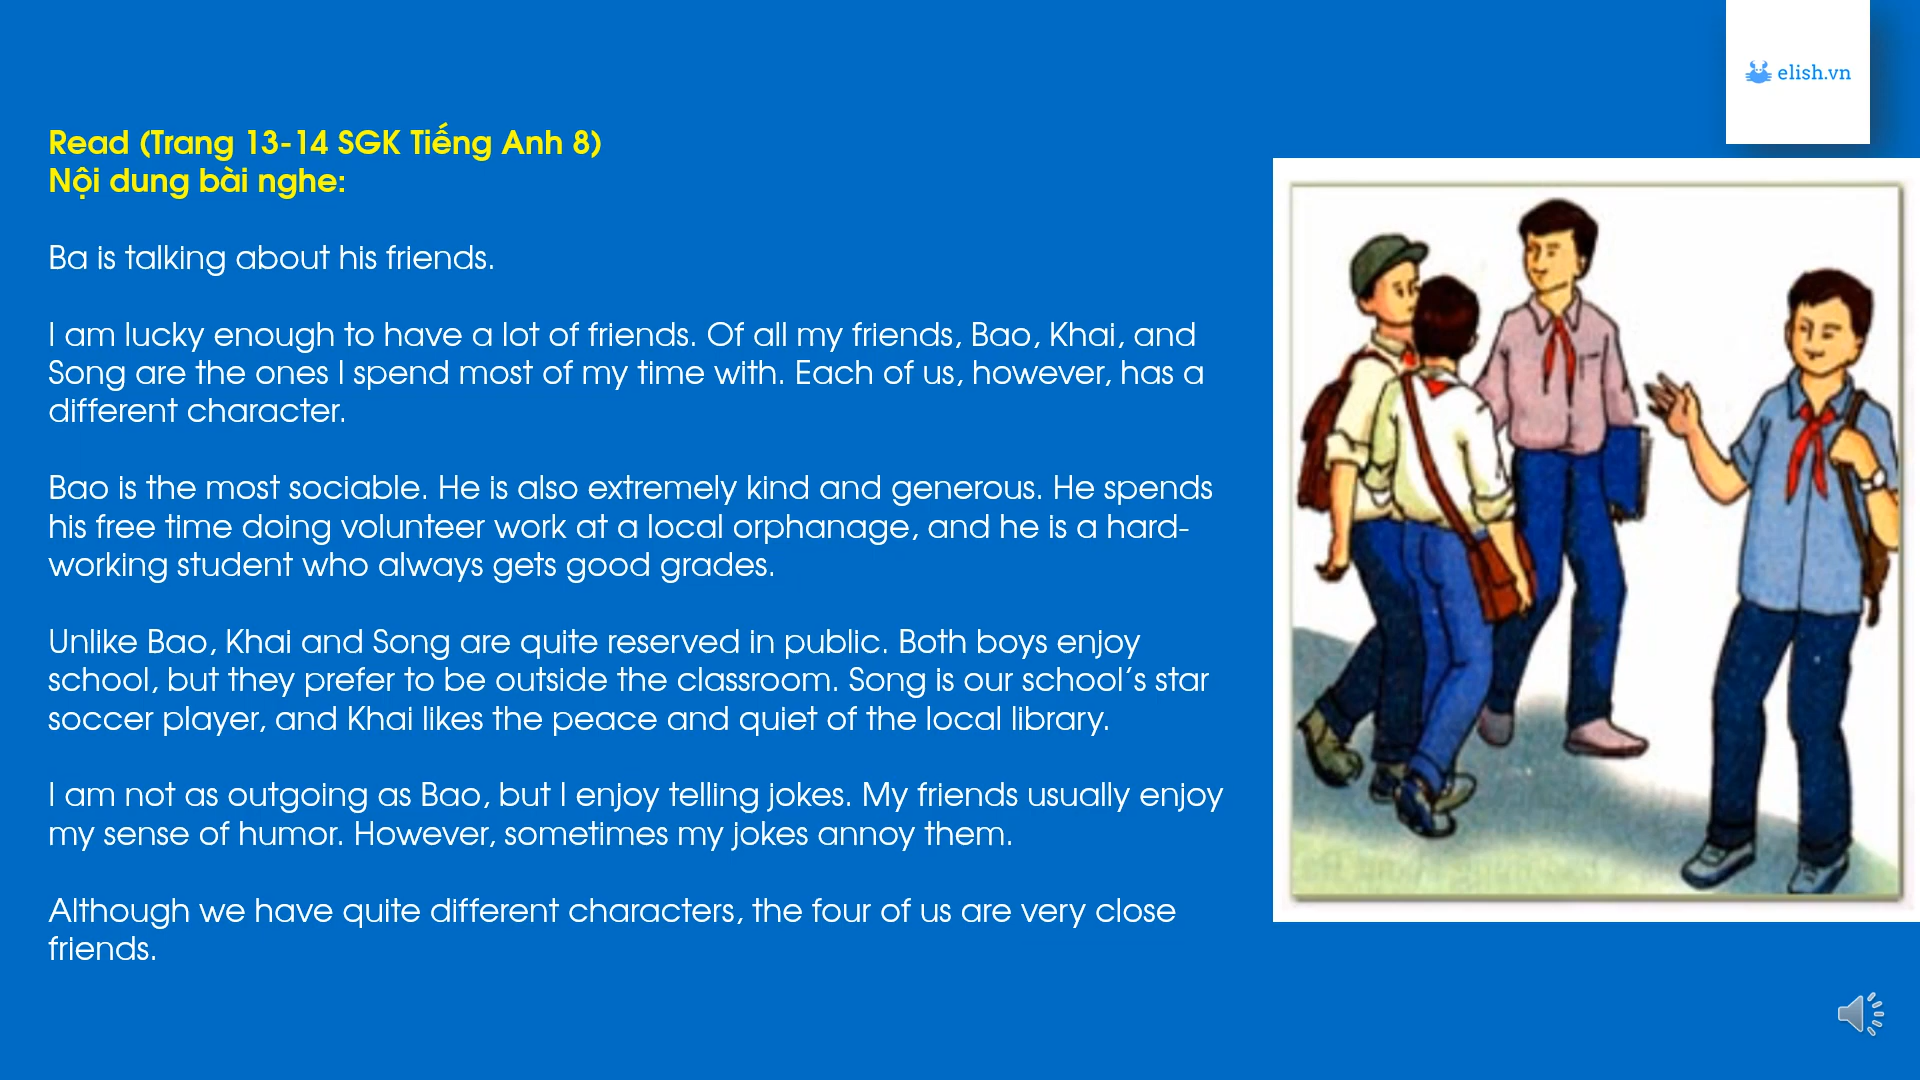 elish.vn
Read (Trang 13-14 SGK Tiếng Anh 8)
Nội dung bài nghe:
Ba is talking about his friends.
I am lucky enough to have a lot of friends. Of all my friends, Bao, Khai, and
Song are the ones I spend most of my time with. Each of us, however, has a
different character.
Bao is the most sociable. He is also extremely kind and generous. He spends
his free time doing volunteer work at a local orphanage, and he is a hard-
working student who always gets good grades.
Unlike Bao, Khai and Song are quite reserved in public. Both boys enjoy
school, but they prefer to be outside the classroom. Song is our school’s star
soccer player, and Khai likes the peace and quiet of the local library.
I am not as outgoing as Bao, but I enjoy telling jokes. My friends usually enjoy
my sense of humor. However, sometimes my jokes annoy them.
Although we have quite different characters, the four of us are very close
friends.